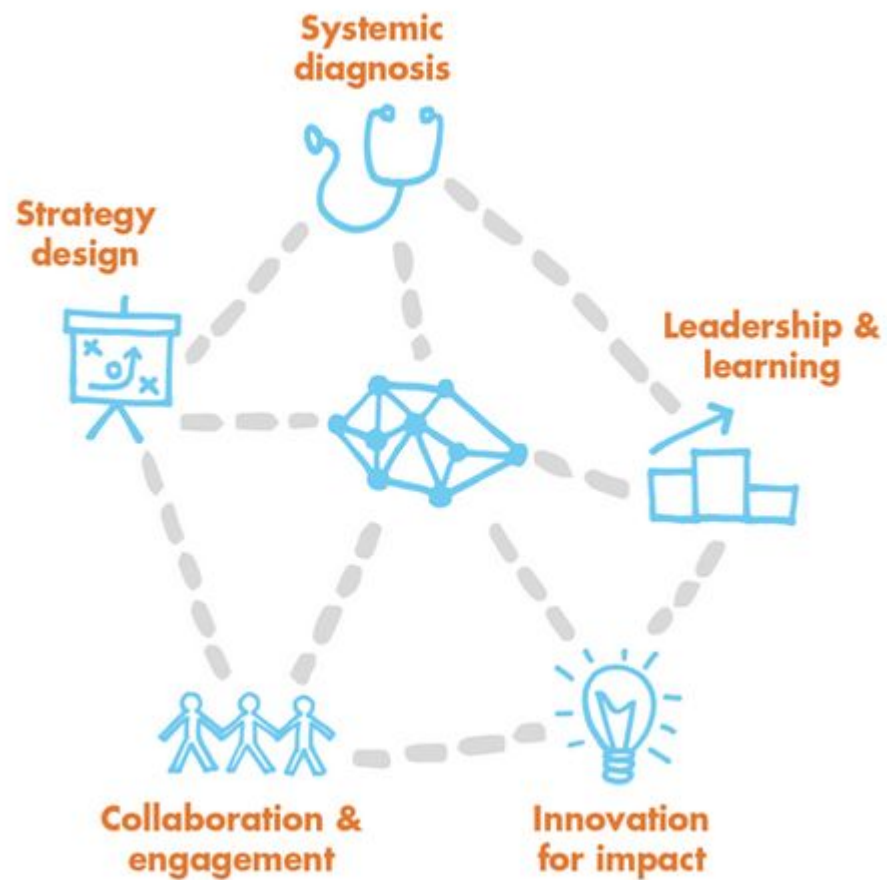 Systemic
diagnosis
Strategy
design
Leadership &
learning
Collaboration &
engagement
Innovation
for impact